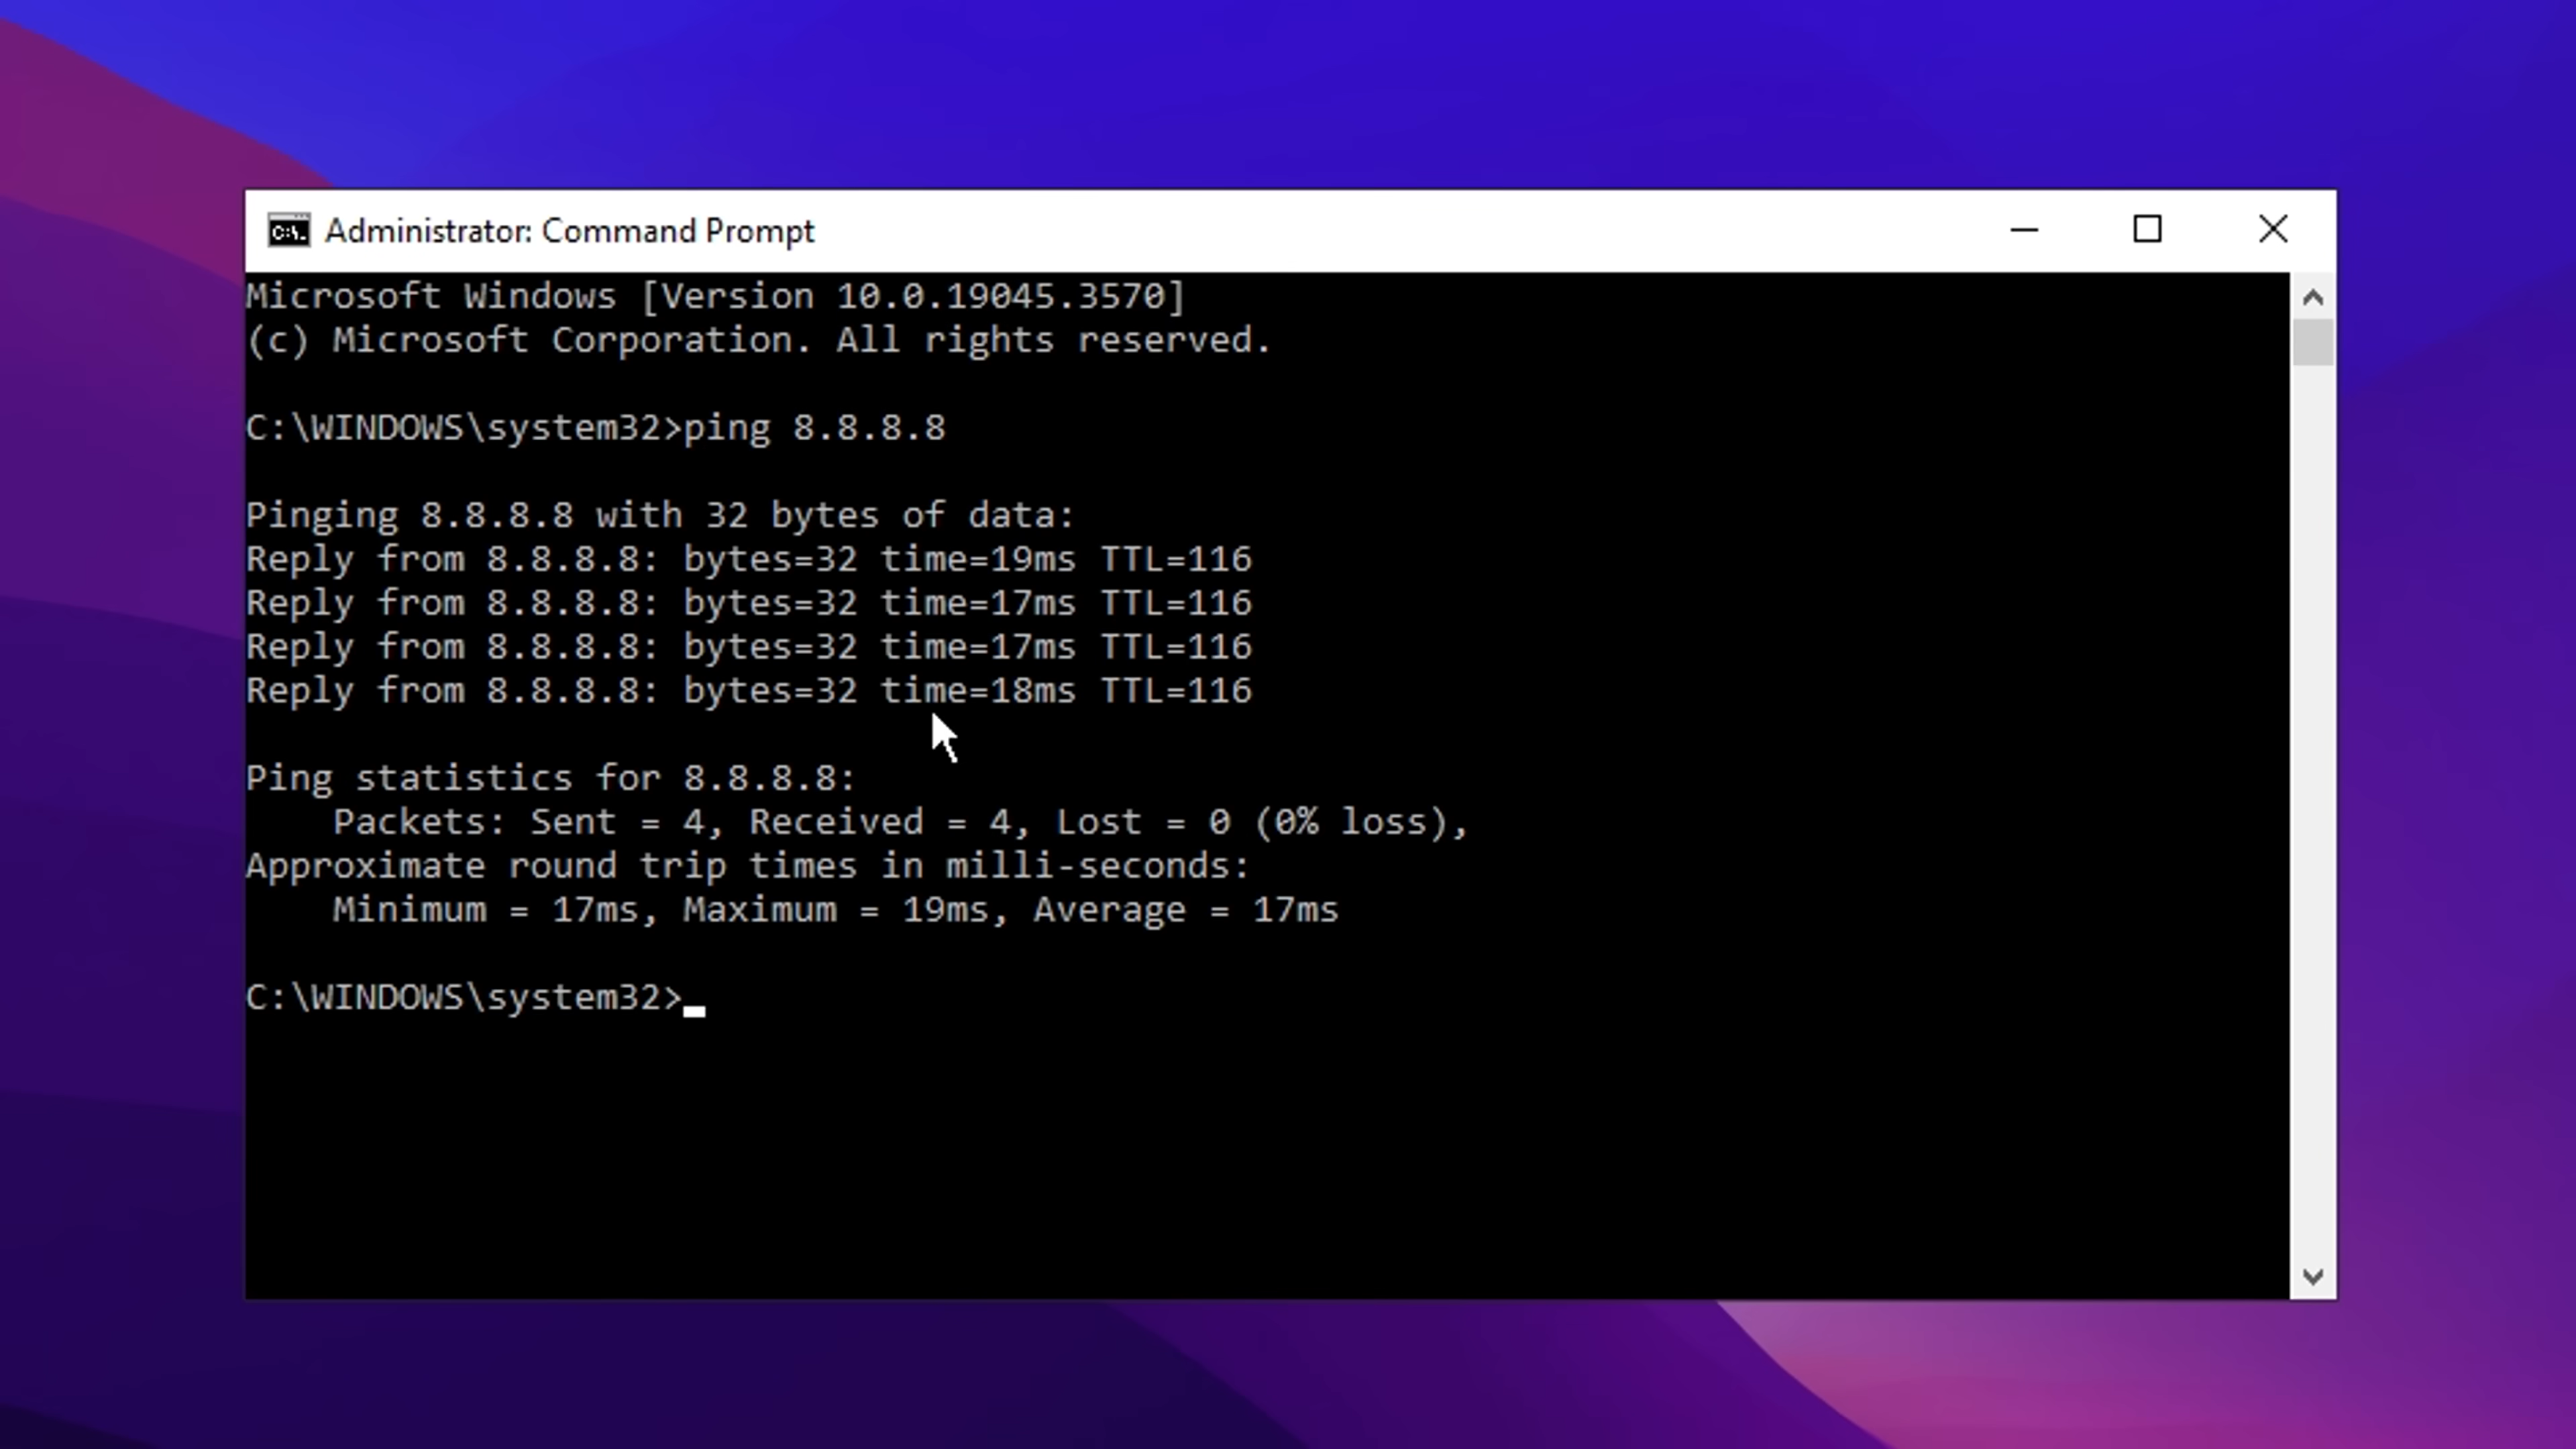 Administrator: Command Prompt
Microsoft Windows [Version 10.0.19045.3570]
(c) Microsoft Corporation. All rights reserved.
C:\WINDOWS\system32>ping 8.8.8.8
Pinging 8.8.8.8 with 32 bytes of data:
Reply from 8.8.8.8: bytes=32 time=19ms TTL=116
Reply from 8.8.8.8: bytes=32 time=17ms TTL=116
Reply from 8.8.8.8: bytes=32 time=17ms TTL=116
Reply from 8.8.8.8: bytes=32 time=18ms TTL=116
Ping statistics for 8.8.8.8:
    Packets: Sent = 4, Received = 4, Lost = 0 (0% loss),
Approximate round trip times in milli-seconds:
    Minimum = 17ms, Maximum = 19ms, Average = 17ms
C:\WINDOWS\system32>